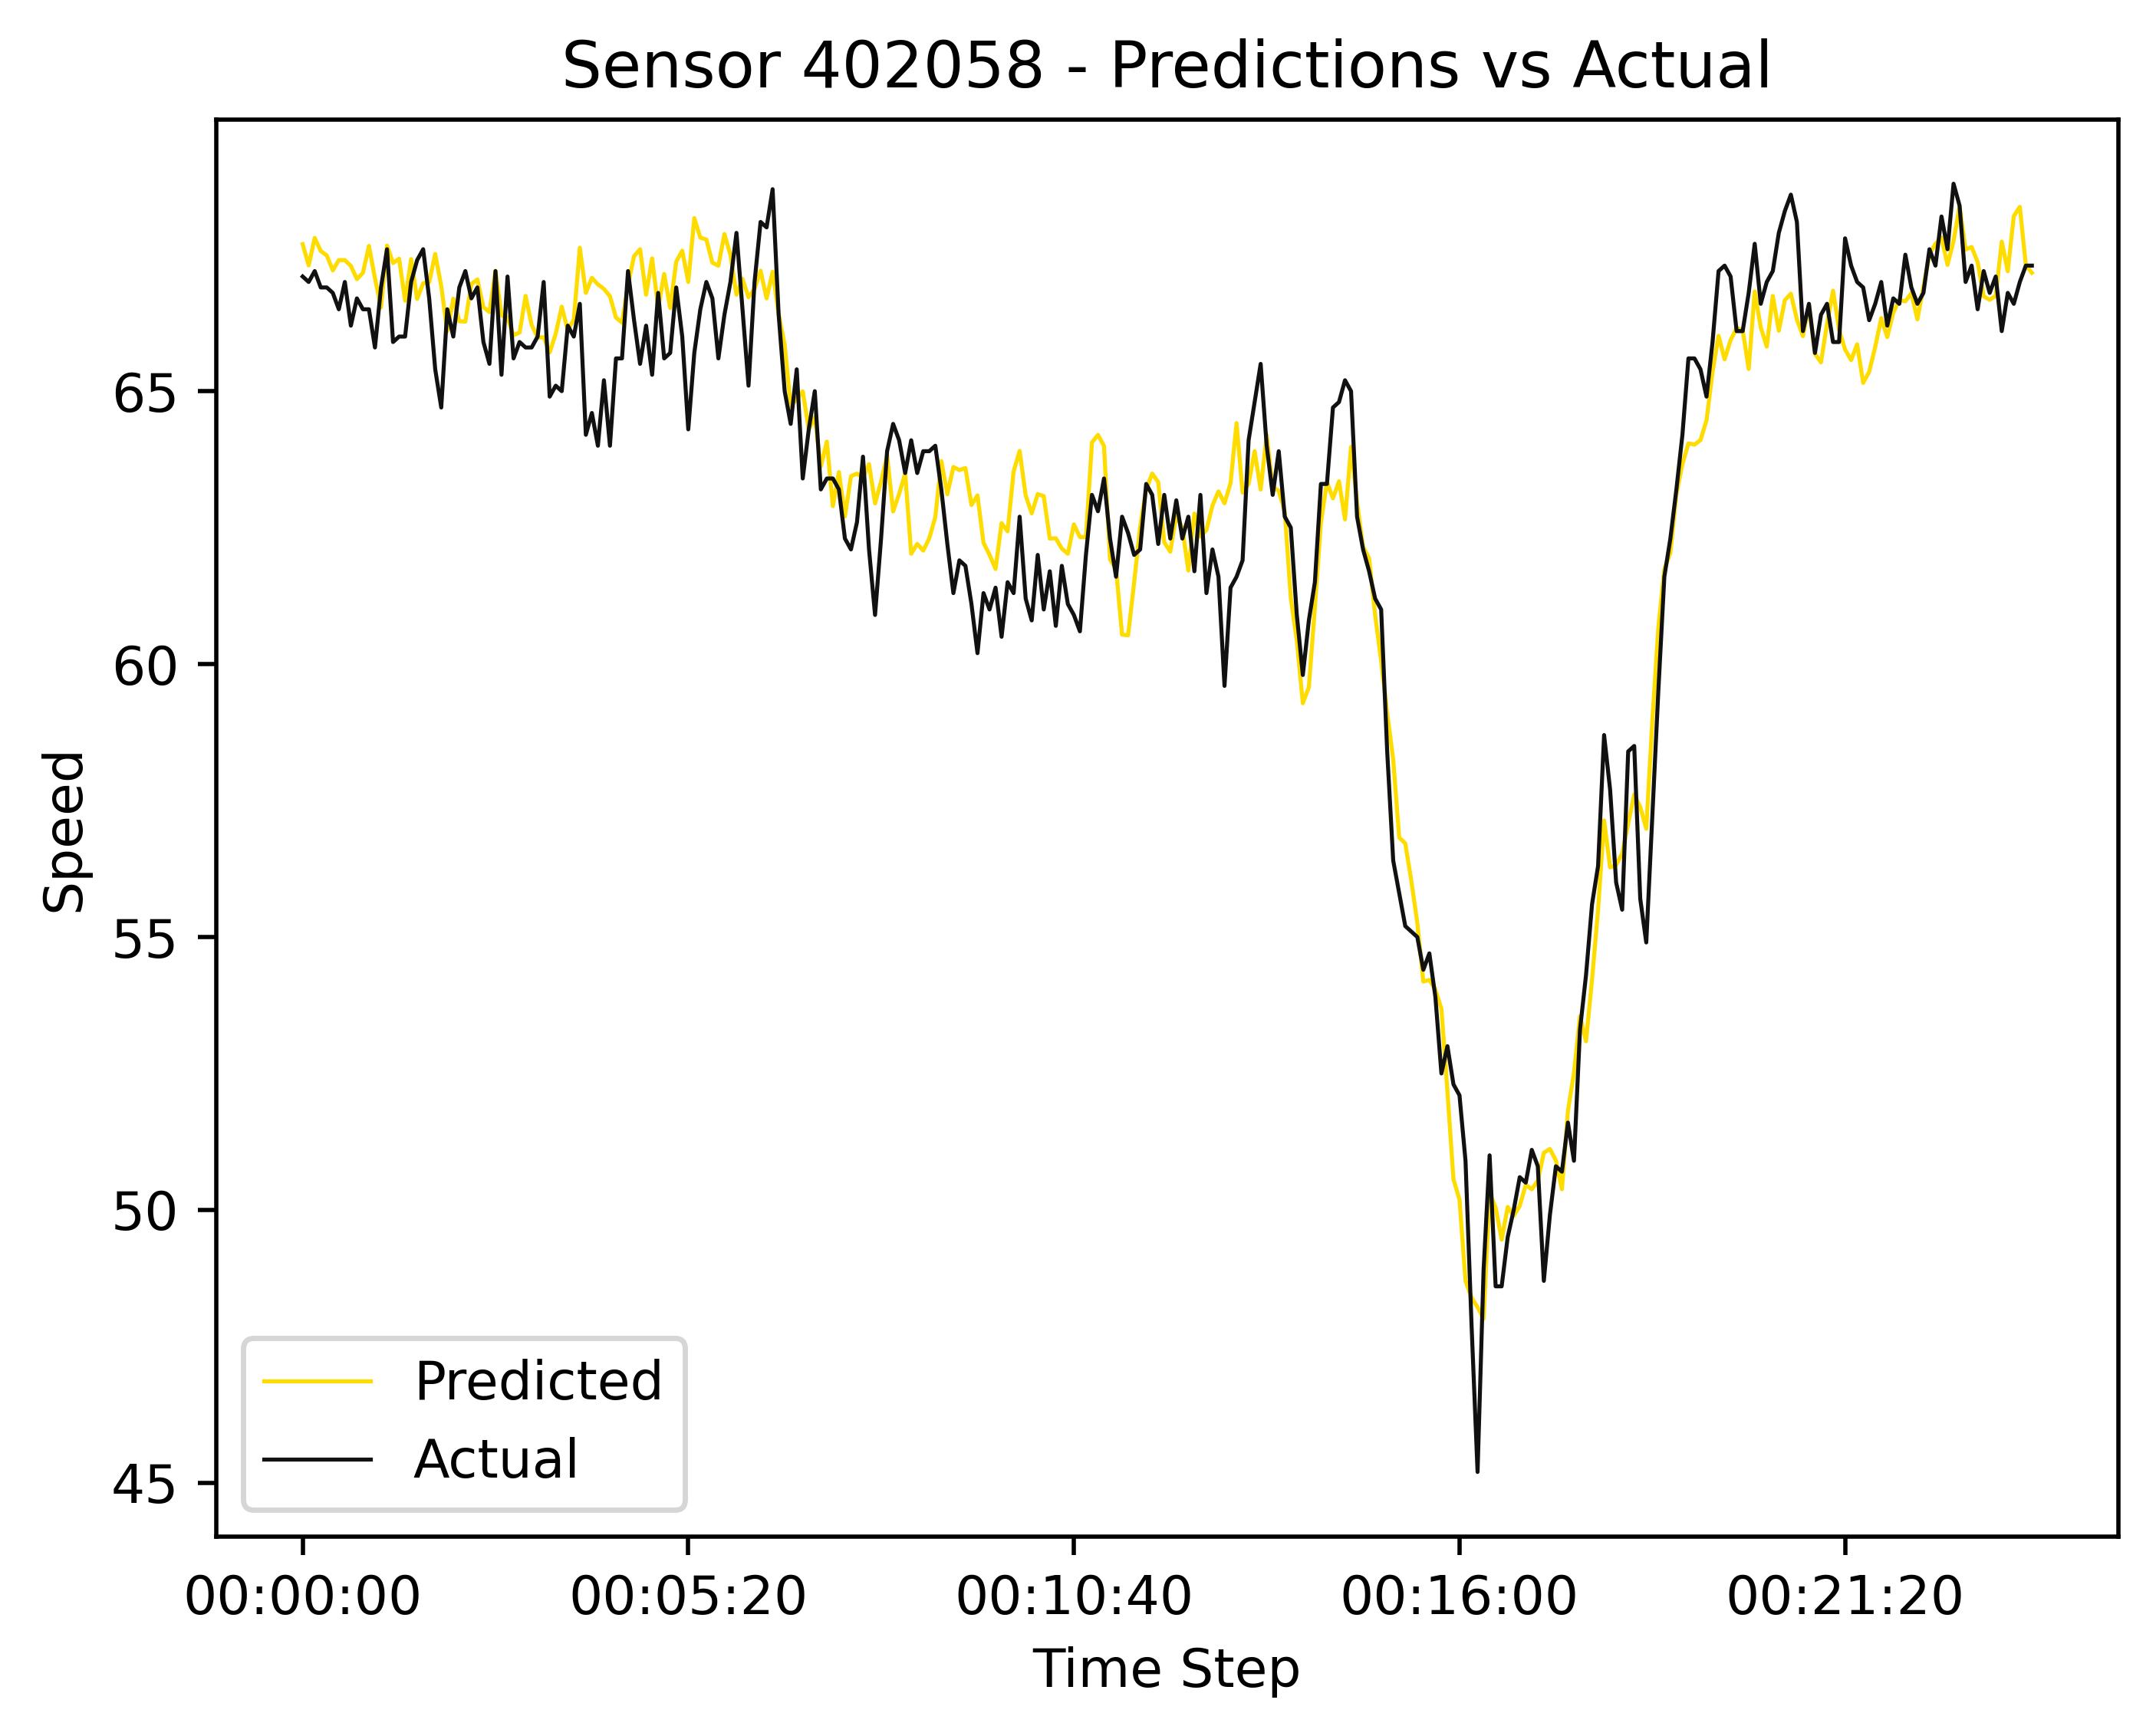 Sensor 402058 - Predictions vs Actual
Speed
65
60
55
50
45
Predicted
Actual
00:00:00 00:05:20 00:10:40 00:16:00 00:21:20
Time Step